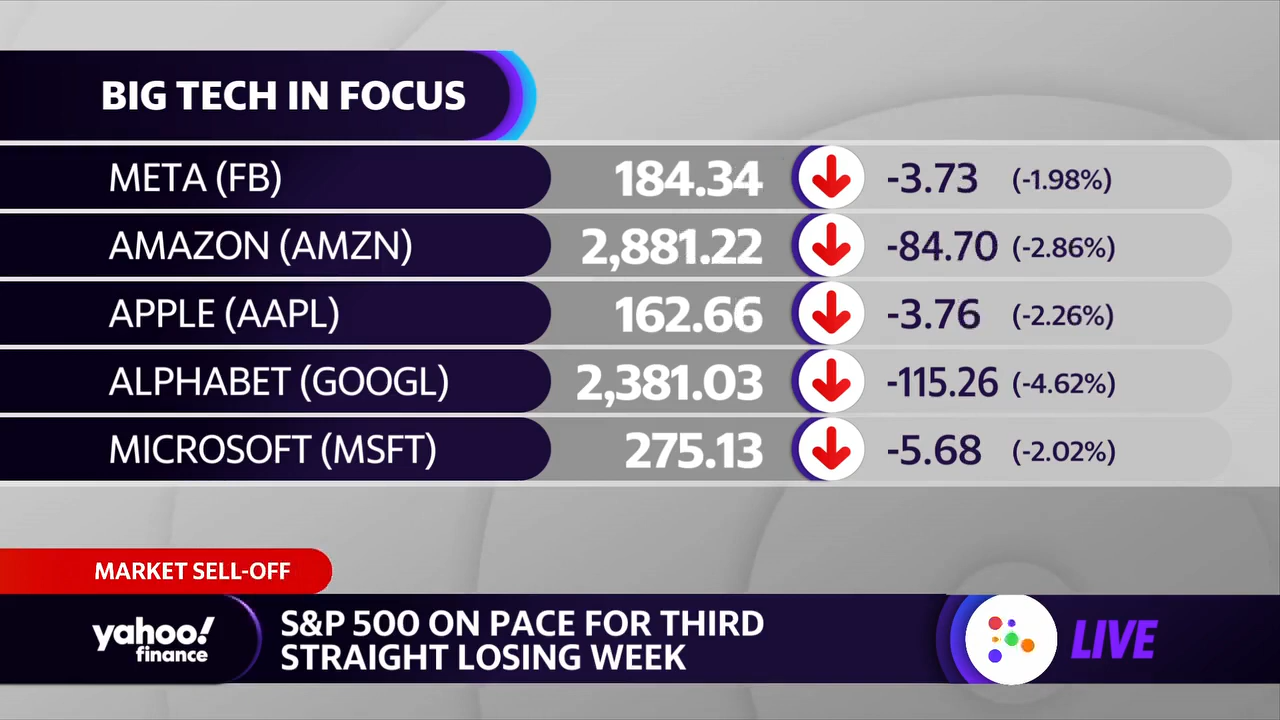 BIG TECH IN FOCUS
META (FB) 184.34 -3.73 (-1.98%)
AMAZON (AMZN) 2,881.22 -84.70 (-2.86%)
APPLE (AAPL) 162.66 -3.76 (-2.26%)
ALPHABET (GOOGL) 2,381.03 -115.26 (-4.62%)
MICROSOFT (MSFT) 275.13 -5.68 (-2.02%)
MARKET SELL-OFF
yahoo!
finance
S&P 500 ON PACE FOR THIRD
STRAIGHT LOSING WEEK
LIVE